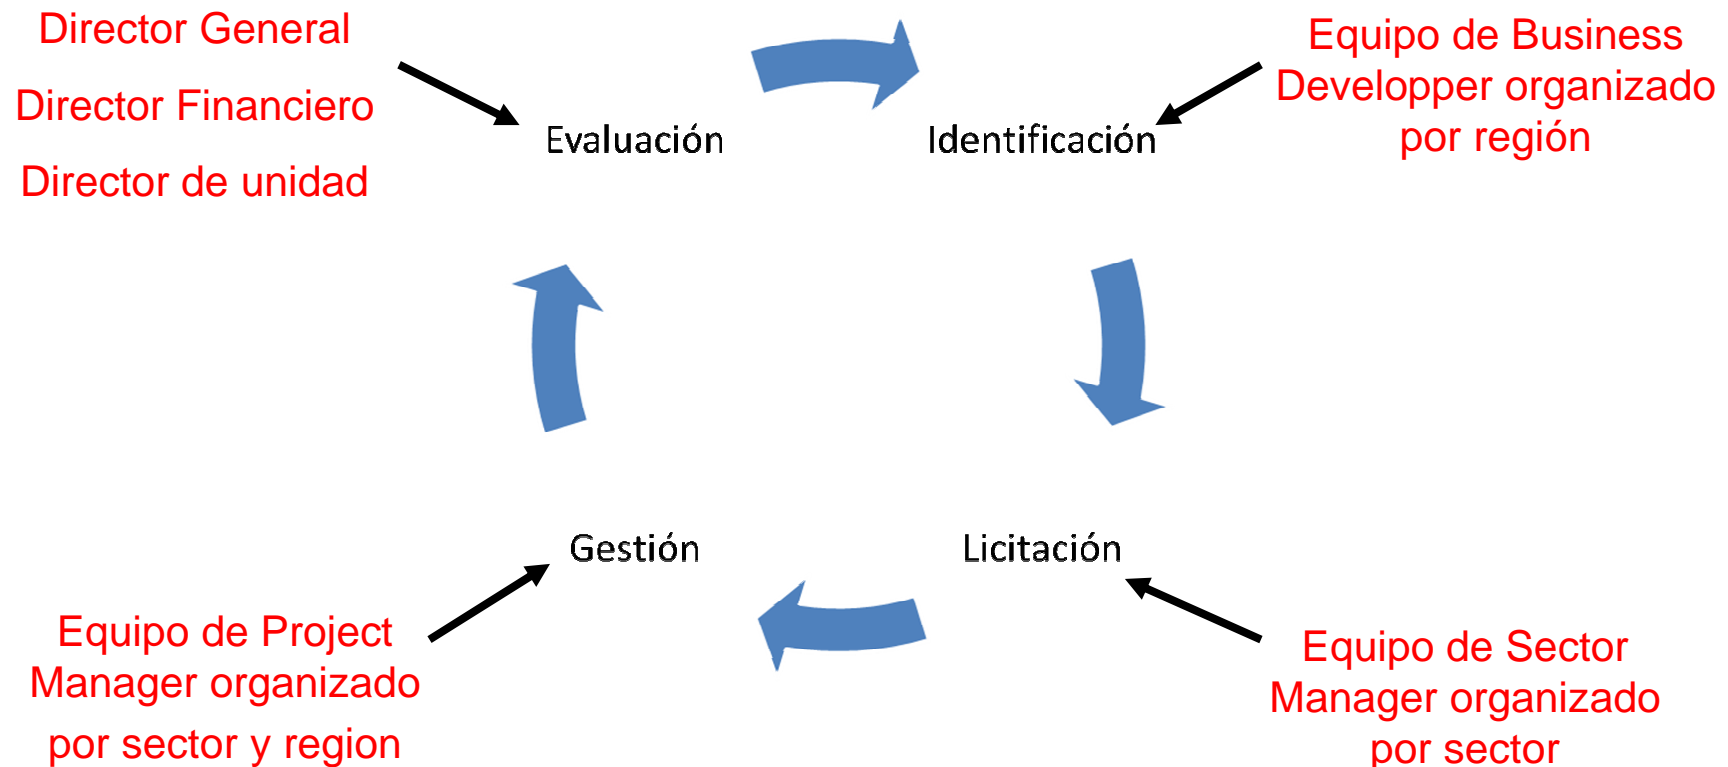 Director General
Director Financiero
Director de unidad
Evaluación
Identificación
Equipo de Business
Developper organizado
por región
Gestión
Licitación
Equipo de Project
Manager organizado
por sector y region
Equipo de Sector
Manager organizado
por sector